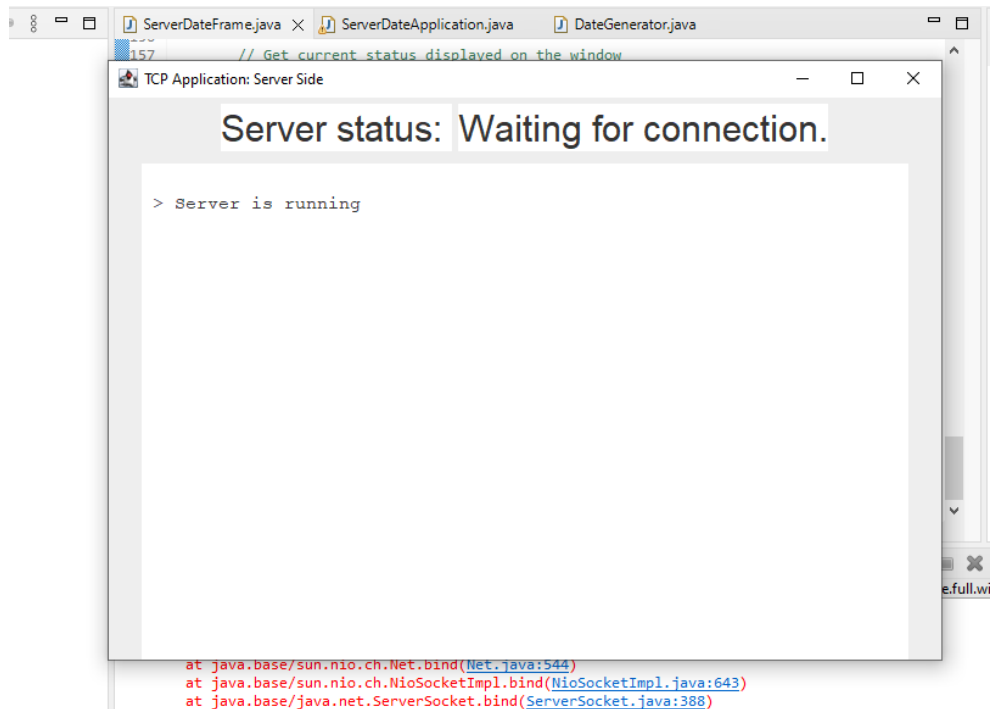 ServerDateFrame.java ServerDateApplication.java DateGenerator.java
157 // Get current status displayed on the window
TCP Application: Server Side
Server status: Waiting for connection.
> Server is running
e.full.wi
at java.base/sun.nio.ch.Net.bind(Net.java:544)
at java.base/sun.nio.ch.NioSocketImpl.bind(NioSocketImpl.java:643)
at java.base/java.net.ServerSocket.bind(ServerSocket.java:388)